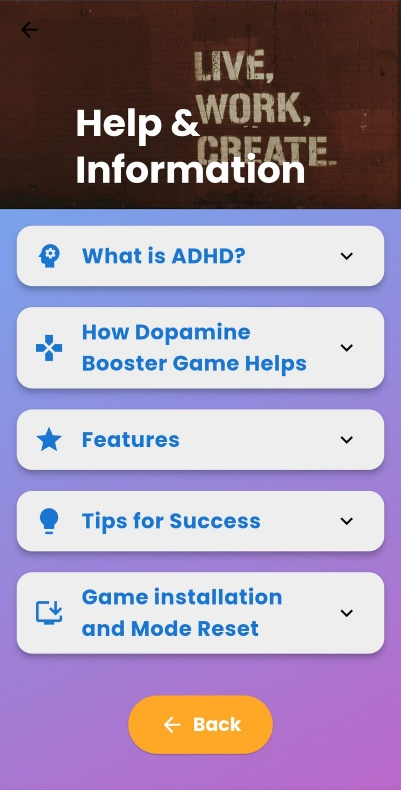 LIVE,
WORK,
CREATE.
Help &
Information
What is ADHD?
How Dopamine
Booster Game Helps
Features
Tips for Success
Game installation
and Mode Reset
Back